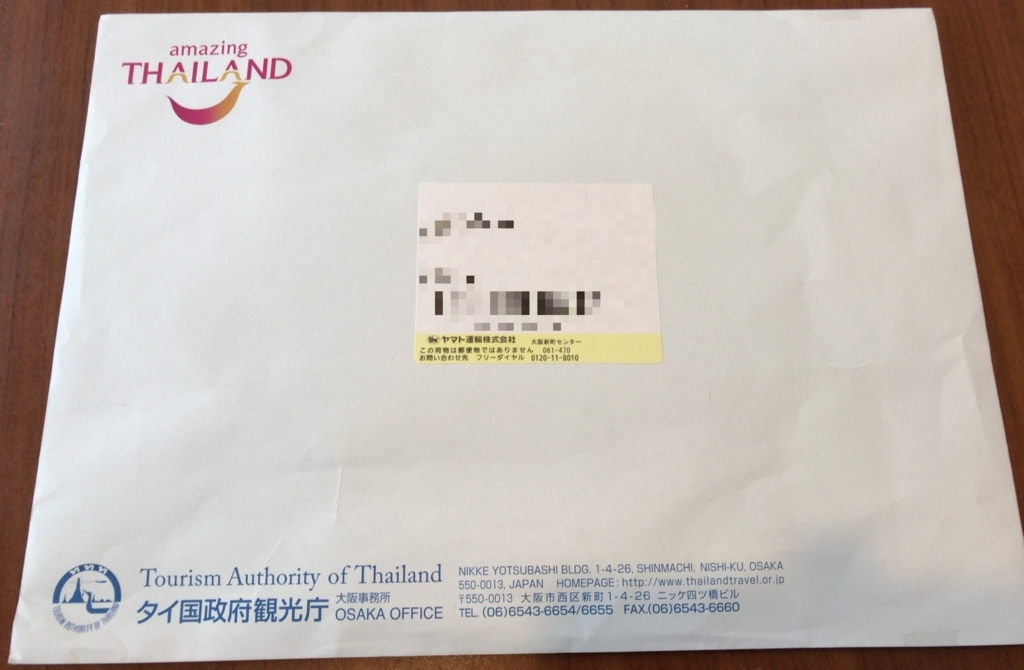 amazing
THAILAND
ヤマト運輸株式会社 大阪新町センター
この荷物は郵便物ではありません 061-470
お問い合わせ先 フリーダイヤル 0120-11-8010
ททท
TOURISM AUTHORITY OF THAILAND
Tourism Authority of Thailand
タイ国政府観光庁 大阪事務所 OSAKA OFFICE
NIKKE YOTSUBASHI BLDG. 1-4-26, SHINMACHI, NISHI-KU, OSAKA
550-0013, JAPAN HOMEPAGE: http://www.thailandtravel.or.jp
〒550-0013 大阪市西区新町1-4-26 ニッケ四ツ橋ビル
TEL (06)6543-6654/6655 FAX.(06)6543-6660